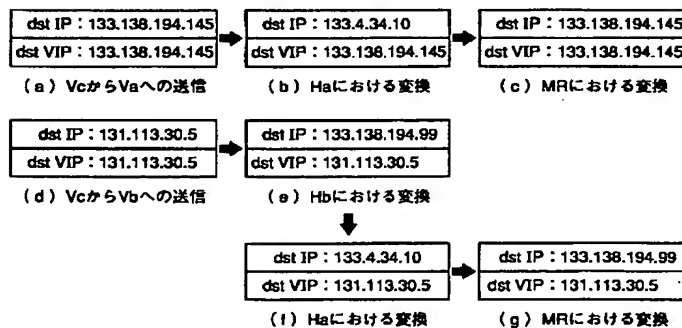 dst IP：133.138.194.145
dst VIP：133.138.194.145
(a) VcからVaへの送信
dst IP：133.4.34.10
dst VIP：133.138.194.145
(b) Haにおける変換
dst IP：133.138.194.145
dst VIP：133.138.194.145
(c) MRにおける変換
dst IP：131.113.30.5
dst VIP：131.113.30.5
(d) VcからVbへの送信
dst IP：133.138.194.99
dst VIP：131.113.30.5
(e) Hbにおける変換
dst IP：133.4.34.10
dst VIP：131.113.30.5
(f) Haにおける変換
dst IP：133.138.194.99
dst VIP：131.113.30.5
(g) MRにおける変換